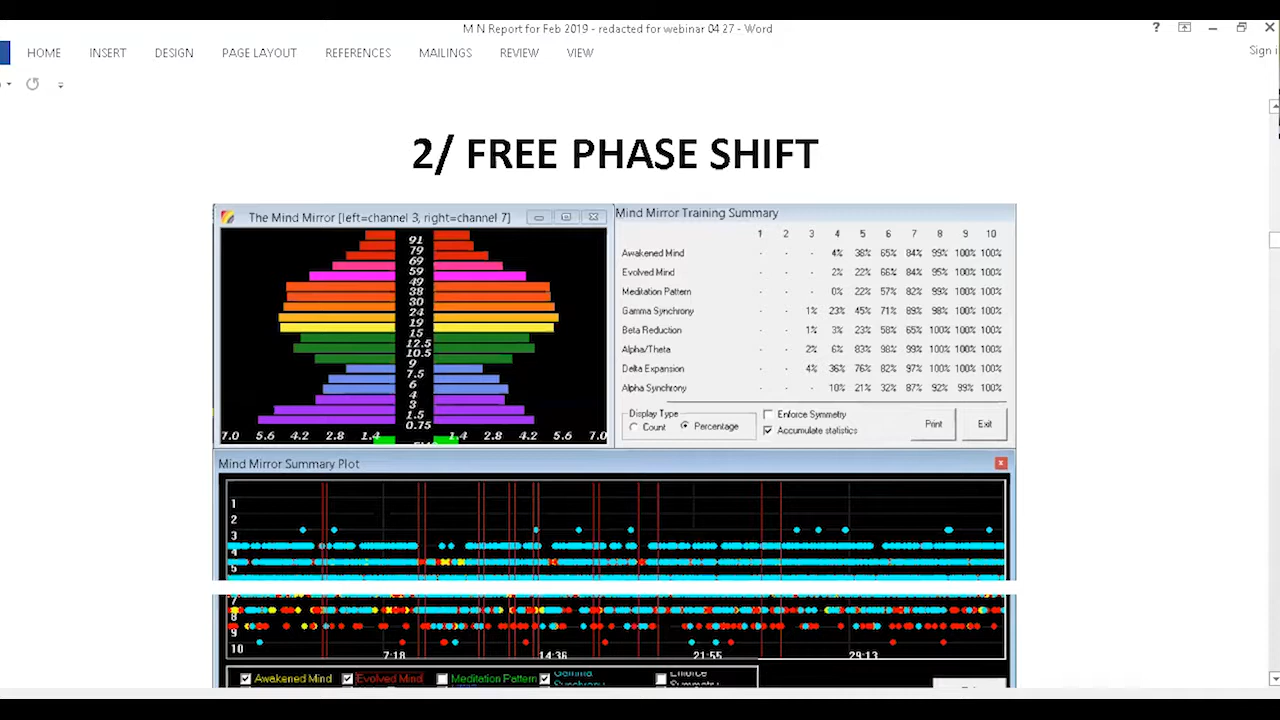 M N Report for Feb 2019 - redacted for webinar 04 27 - Word
HOME INSERT DESIGN PAGE LAYOUT REFERENCES MAILINGS REVIEW VIEW
Sign i
2/ FREE PHASE SHIFT
The Mind Mirror [left=channel 3, right=channel 7]
91
79
69
59
49
38
30
24
19
15
12.5
10.5
9
7.5
6
4
3
1.5
0.75
7.0 5.6 4.2 2.8 1.4 1.4 2.8 4.2 5.6 7.0
Mind Mirror Training Summary
1 2 3 4 5 6 7 8 9 10
Awakened Mind - - - 4% 38% 65% 84% 99% 100% 100%
Evolved Mind - - - 2% 22% 66% 84% 95% 100% 100%
Meditation Pattern - - - 0% 22% 57% 82% 99% 100% 100%
Gamma Synchrony - - 1% 23% 45% 71% 89% 98% 100% 100%
Beta Reduction - - 1% 3% 23% 58% 65% 100% 100% 100%
Alpha/Theta - - 2% 6% 83% 98% 99% 100% 100% 100%
Delta Expansion - - 4% 36% 76% 82% 97% 100% 100% 100%
Alpha Synchrony - - - 10% 21% 32% 87% 92% 99% 100%
Display Type
Count Percentage
Enforce Symmetry
Accumulate statistics
Print Exit
Mind Mirror Summary Plot
1
2
3
4
5
7
8
9
10
7:18 14:36 21:55 29:13
Awakened Mind Evolved Mind Meditation Pattern Gamma
Synchrony